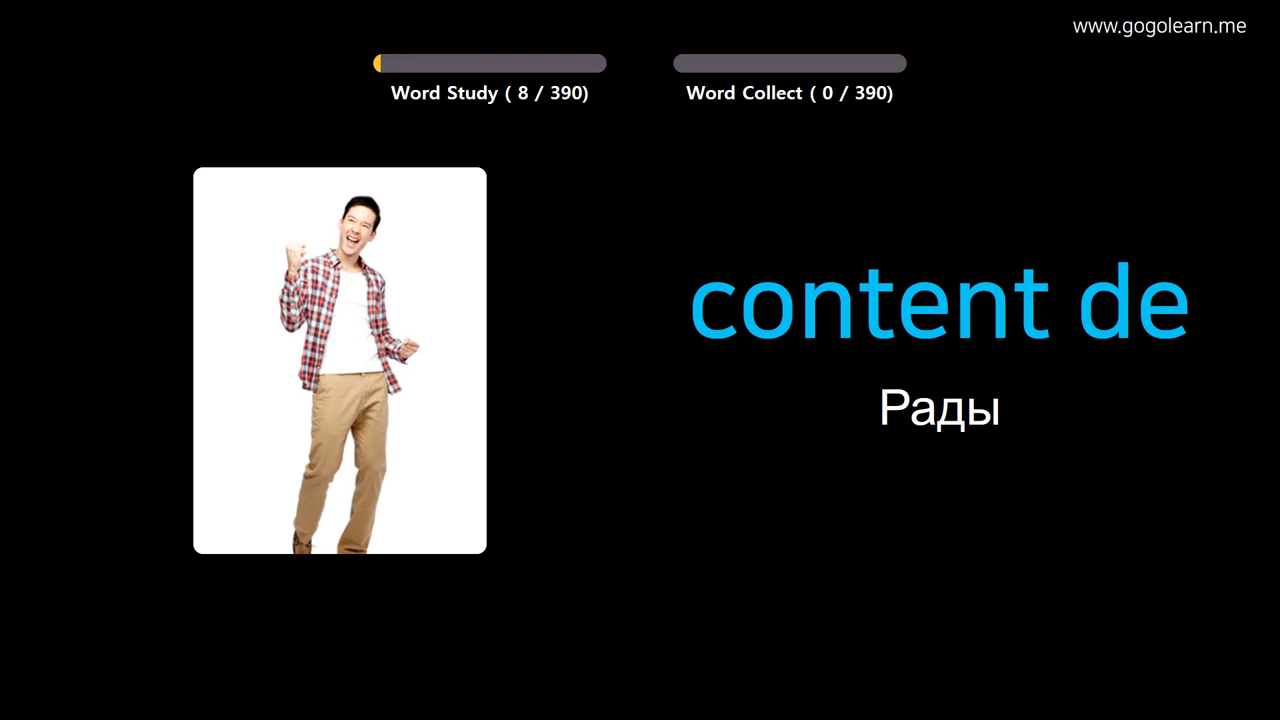 www.gogolearn.me
Word Study ( 8 / 390)
Word Collect ( 0 / 390)
content de
Рады